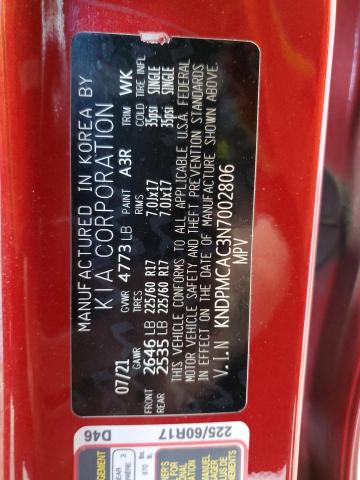 MANUFACTURED IN KOREA BY
KIA CORPORATION
07/21 GVWR 4773 LB PAINT A3R TRIM WK
GAWR TIRES RIMS COLD TIRE INFL
FRONT 2646 LB 225/60 R17 7.0JX17 35psi SINGLE
REAR 2535 LB 225/60 R17 7.0JX17 35psi SINGLE
THIS VEHICLE CONFORMS TO ALL APPLICABLE U.S.A. FEDERAL
MOTOR VEHICLE SAFETY AND THEFT PREVENTION STANDARDS
IN EFFECT ON THE DATE OF MANUFACTURE SHOWN ABOVE.
V.I.N KNDPMCAC3N7002806
MPV
D46
225/60R17